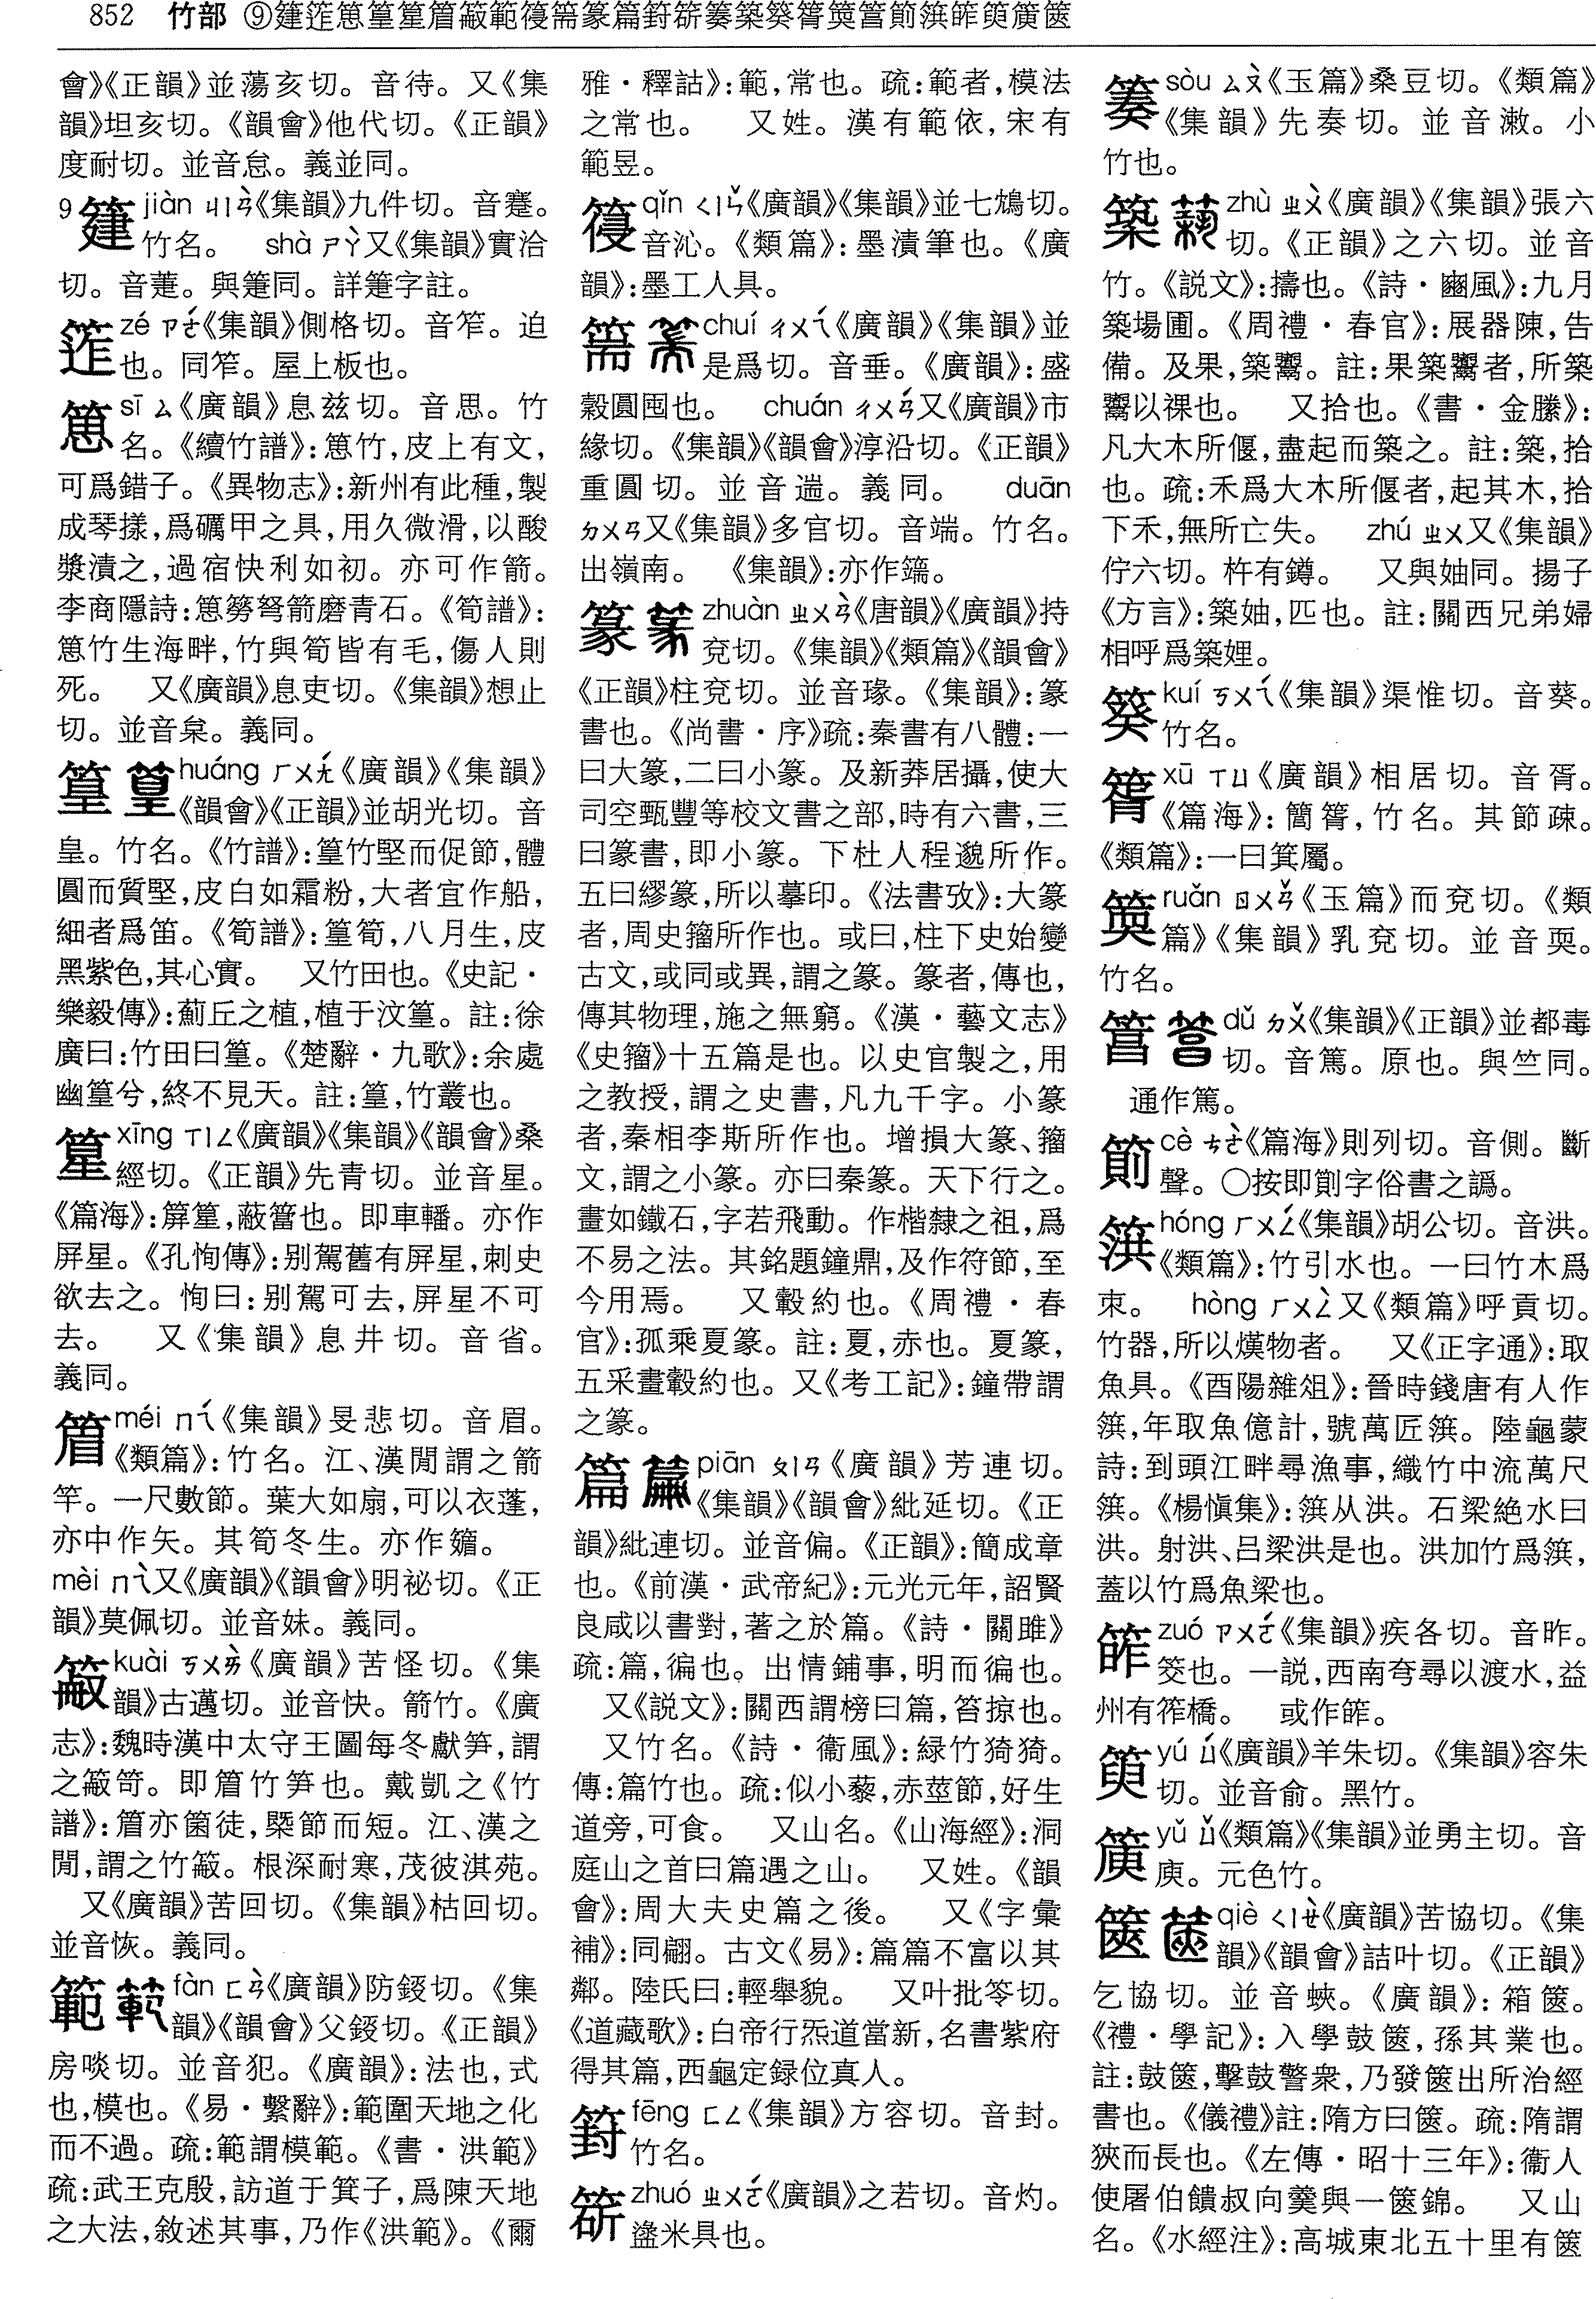 852 竹部 ⑨篫筰箟篁篂篃𥯤範𥯦篅篆篇篈䉃篍築䈐𥯛䈇䈞䈟䈜筰䈏䉉篋
會》《正韻》並蕩亥切。音待。又《集
韻》坦亥切。《韻會》他代切。《正韻》
度耐切。並音怠。義並同。
9 jiàn ㄐㄧㄢˋ《集韻》九件切。音蹇。
竹名。 shà ㄕㄚˋ又《集韻》實洽
切。音萐。與箑同。詳箑字註。
zé ㄗㄜˊ《集韻》側格切。音笮。迫
也。同笮。屋上板也。
sī ㄙ《廣韻》息兹切。音思。竹
名。《續竹譜》:䈘竹,皮上有文,
可爲錯子。《異物志》:新州有此種,製
成琴㨾,爲礪甲之具,用久微滑,以酸
漿漬之,過宿快利如初。亦可作箭。
李商隱詩:䈘簩弩箭磨青石。《筍譜》:
䈘竹生海畔,竹與筍皆有毛,傷人則
死。 又《廣韻》息吏切。《集韻》想止
切。並音枲。義同。
篁 huáng ㄏㄨㄤˊ《廣韻》《集韻》
《韻會》《正韻》並胡光切。音
皇。竹名。《竹譜》:篁竹堅而促節,體
圓而質堅,皮白如霜粉,大者宜作船,
細者爲笛。《筍譜》:篁筍,八月生,皮
黑紫色,其心實。 又竹田也。《史記·
樂毅傳》:薊丘之植,植于汶篁。註:徐
廣曰:竹田曰篁。《楚辭·九歌》:余處
幽篁兮,終不見天。註:篁,竹叢也。
篂 xīng ㄒㄧㄥ《廣韻》《集韻》《韻會》桑
經切。《正韻》先青切。並音星。
《篇海》:箳篂,蔽簹也。即車轓。亦作
屏星。《孔恂傳》:别駕舊有屏星,刺史
欲去之。恂曰:别駕可去,屏星不可
去。 又《集韻》息井切。音省。
義同。
篃 méi ㄇㄟˊ《集韻》旻悲切。音眉。
《類篇》:竹名。江、漢閒謂之箭
竿。一尺數節。葉大如扇,可以衣蓬,
亦中作矢。其筍冬生。亦作䉋。
mèi ㄇㄟˋ又《廣韻》《韻會》明祕切。《正
韻》莫佩切。並音妹。義同。
kuài ㄎㄨㄞˋ《廣韻》苦怪切。《集
韻》古邁切。並音快。箭竹。《廣
志》:魏時漢中太守王圖每冬獻笋,謂
之䈛笴。即篃竹笋也。戴凱之《竹
譜》:篃亦箘徒,槩節而短。江、漢之
閒,謂之竹䈛。根深耐寒,茂彼淇苑。
又《廣韻》苦回切。《集韻》枯回切。
並音恢。義同。
範 fàn ㄈㄢˋ《廣韻》防錽切。《集
韻》《韻會》父錽切。《正韻》
房啖切。並音犯。《廣韻》:法也,式
也,模也。《易·繫辭》:範圍天地之化
而不過。疏:範謂模範。《書·洪範》
疏:武王克殷,訪道于箕子,爲陳天地
之大法,敘述其事,乃作《洪範》。《爾
雅·釋詁》:範,常也。疏:範者,模法
之常也。 又姓。漢有範依,宋有
範昱。
qǐn ㄑㄧㄣˇ《廣韻》《集韻》並七鴆切。
音沁。《類篇》:墨漬筆也。《廣
韻》:墨工人具。
篅 chuí ㄔㄨㄟˊ《廣韻》《集韻》並
是爲切。音垂。《廣韻》:盛
穀圓囤也。 chuán ㄔㄨㄢˊ又《廣韻》市
緣切。《集韻》《韻會》淳沿切。《正韻》
重圓切。並音遄。義同。 duān
ㄉㄨㄢ又《集韻》多官切。音端。竹名。
出嶺南。 《集韻》:亦作䉑。
篆 zhuàn ㄓㄨㄢˋ《唐韻》《廣韻》持
兗切。《集韻》《類篇》《韻會》
《正韻》柱兗切。並音瑑。《集韻》:篆
書也。《尚書·序》疏:秦書有八體:一
曰大篆,二曰小篆。及新莽居攝,使大
司空甄豐等校文書之部,時有六書,三
曰篆書,即小篆。下杜人程邈所作。
五曰繆篆,所以摹印。《法書攷》:大篆
者,周史籀所作也。或曰,柱下史始變
古文,或同或異,謂之篆。篆者,傳也,
傳其物理,施之無窮。《漢·藝文志》
《史籀》十五篇是也。以史官製之,用
之教授,謂之史書,凡九千字。小篆
者,秦相李斯所作也。增損大篆、籀
文,謂之小篆。亦曰秦篆。天下行之。
畫如鐵石,字若飛動。作楷隸之祖,爲
不易之法。其銘題鐘鼎,及作符節,至
今用焉。 又轂約也。《周禮·春
官》:孤乘夏篆。註:夏,赤也。夏篆,
五采畫轂約也。又《考工記》:鐘帶謂
之篆。
篇 piān ㄆㄧㄢ《廣韻》芳連切。
《集韻》《韻會》紕延切。《正
韻》紕連切。並音偏。《正韻》:簡成章
也。《前漢·武帝紀》:元光元年,詔賢
良咸以書對,著之於篇。《詩·關雎》
疏:篇,徧也。出情鋪事,明而徧也。
又《説文》:關西謂榜曰篇,笞掠也。
又竹名。《詩·衞風》:緑竹猗猗。
傳:篇竹也。疏:似小藜,赤莖節,好生
道旁,可食。 又山名。《山海經》:洞
庭山之首曰篇遇之山。 又姓。《韻
會》:周大夫史篇之後。 又《字彙
補》:同翩。古文《易》:篇篇不富以其
鄰。陸氏曰:輕舉貌。 又叶批笭切。
《道藏歌》:白帝行炁道當新,名書紫府
得其篇,西龜定録位真人。
篈 fēng ㄈㄥ《集韻》方容切。音封。
竹名。
zhuó ㄓㄨㄛˊ《廣韻》之若切。音灼。
盝米具也。
sòu ㄙㄡˋ《玉篇》桑豆切。《類篇》
《集韻》先奏切。並音漱。小
竹也。
築 zhù ㄓㄨˋ《廣韻》《集韻》張六
切。《正韻》之六切。並音
竹。《説文》:擣也。《詩·豳風》:九月
築場圃。《周禮·春官》:展器陳,告
備。及果,築鬻。註:果築鬻者,所築
鬻以祼也。 又拾也。《書·金縢》:
凡大木所偃,盡起而築之。註:築,拾
也。疏:禾爲大木所偃者,起其木,拾
下禾,無所亡失。 zhú ㄓㄨˊ又《集韻》
佇六切。杵有鐏。 又與妯同。揚子
《方言》:築妯,匹也。註:關西兄弟婦
相呼爲築娌。
kuí ㄎㄨㄟˊ《集韻》渠惟切。音葵。
竹名。
xū ㄒㄩ《廣韻》相居切。音胥。
《篇海》:簢䈝,竹名。其節疎。
《類篇》:一曰箕屬。
ruǎn ㄖㄨㄢˇ《玉篇》而兗切。《類
篇》《集韻》乳兗切。並音耎。
竹名。
dǔ ㄉㄨˇ《集韻》《正韻》並都毒
切。音篤。原也。與竺同。
通作篤。
cè ㄘㄜˋ《篇海》則列切。音側。斷
聲。○按即劕字俗書之譌。
hóng ㄏㄨㄥˊ《集韻》胡公切。音洪。
《類篇》:竹引水也。一曰竹木爲
束。 hòng ㄏㄨㄥˋ又《類篇》呼貢切。
竹器,所以熯物者。 又《正字通》:取
魚具。《酉陽雜俎》:晉時錢唐有人作
篊,年取魚億計,號萬匠篊。陸龜蒙
詩:到頭江畔尋漁事,織竹中流萬尺
篊。《楊愼集》:篊从洪。石梁絶水曰
洪。射洪、吕梁洪是也。洪加竹爲篊,
蓋以竹爲魚梁也。
zuó ㄗㄨㄛˊ《集韻》疾各切。音昨。
筊也。一説,西南夸尋以渡水,益
州有筰橋。 或作筰。
yú ㄩˊ《廣韻》羊朱切。《集韻》容朱
切。並音俞。黑竹。
yǔ ㄩˇ《類篇》《集韻》並勇主切。音
庾。元色竹。
篋 qiè ㄑㄧㄝˋ《廣韻》苦協切。《集
韻》《韻會》詰叶切。《正韻》
乞協切。並音蛺。《廣韻》:箱篋。
《禮·學記》:入學鼓篋,孫其業也。
註:鼓篋,擊鼓警衆,乃發篋出所治經
書也。《儀禮》註:隋方曰篋。疏:隋謂
狹而長也。《左傳·昭十三年》:衞人
使屠伯饋叔向羹與一篋錦。 又山
名。《水經注》:高城東北五十里有篋